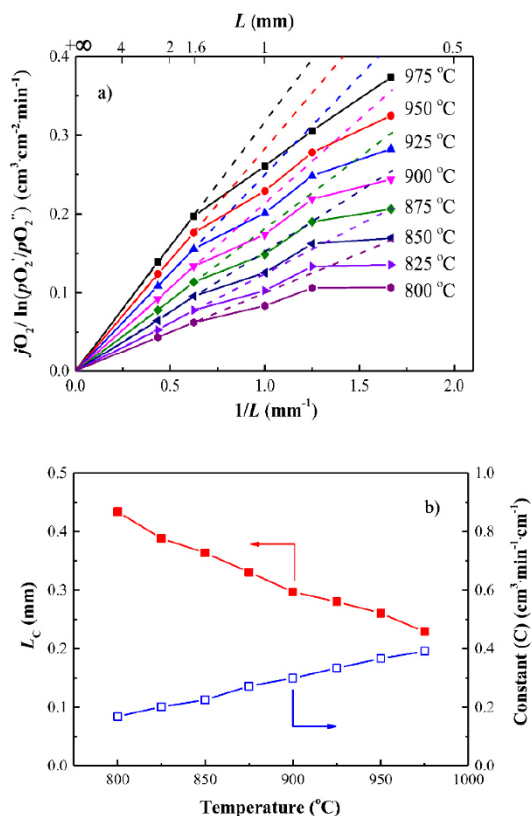 L (mm)
+∞ 4 2 1.6 1 0.5
a)
jO₂/ ln(pO₂'/pO₂'') (cm³·cm⁻²·min⁻¹)
0.4
0.3
0.2
0.1
0.0
975 °C
950 °C
925 °C
900 °C
875 °C
850 °C
825 °C
800 °C
0.0 0.5 1.0 1.5 2.0
1/L (mm⁻¹)
b)
L_C (mm)
0.5
0.4
0.3
0.2
0.1
0.0
1.0
0.8
0.6
0.4
0.2
0.0
Constant (C) (cm³·min⁻¹·cm⁻¹)
800 850 900 950 1000
Temperature (°C)